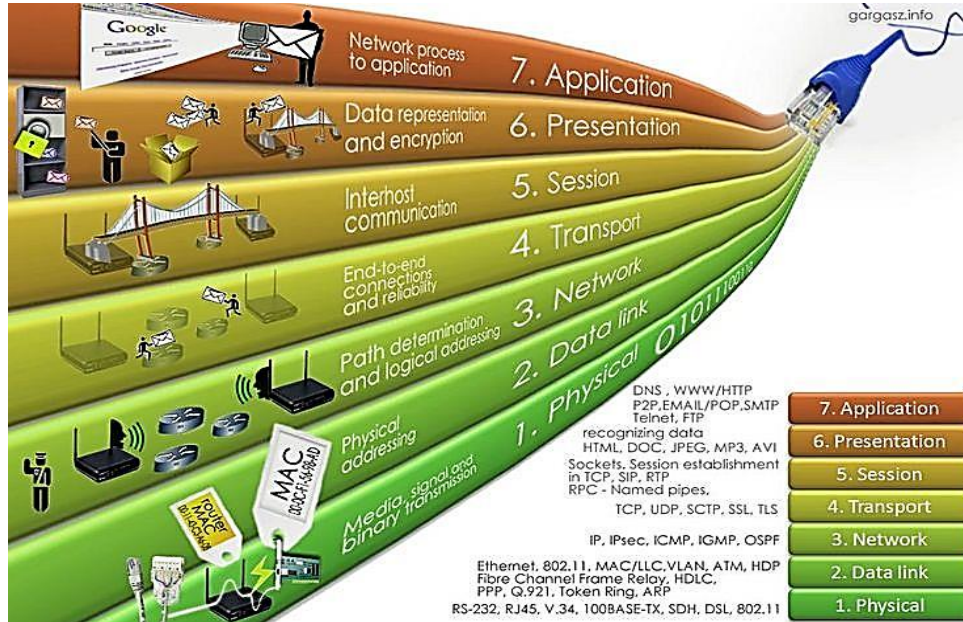 gargasz.info
Google
Network process
to application
7. Application
Data representation
and encryption
6. Presentation
Interhost
communication
5. Session
End-to-end
connections
and reliability
4. Transport
Path determination
and logical addressing
3. Network
Physical
addressing
2. Data link
Media, signal and
binary transmission
1. Physical
010111100110
MAC
router
MAC
DNS , WWW/HTTP
P2P,EMAIL/POP,SMTP
Telnet, FTP
7. Application
recognizing data
HTML, DOC, JPEG, MP3, AVI
6. Presentation
Sockets. Session establishment
in TCP, SIP, RTP
RPC - Named pipes,
5. Session
TCP, UDP, SCTP, SSL, TLS
4. Transport
IP, IPsec, ICMP, IGMP, OSPF
3. Network
Ethernet, 802.11, MAC/LLC,VLAN, ATM, HDP
Fibre Channel Frame Relay, HDLC,
PPP, Q.921, Token Ring, ARP
2. Data link
RS-232, RJ45, V.34, 100BASE-TX, SDH, DSL, 802.11
1. Physical